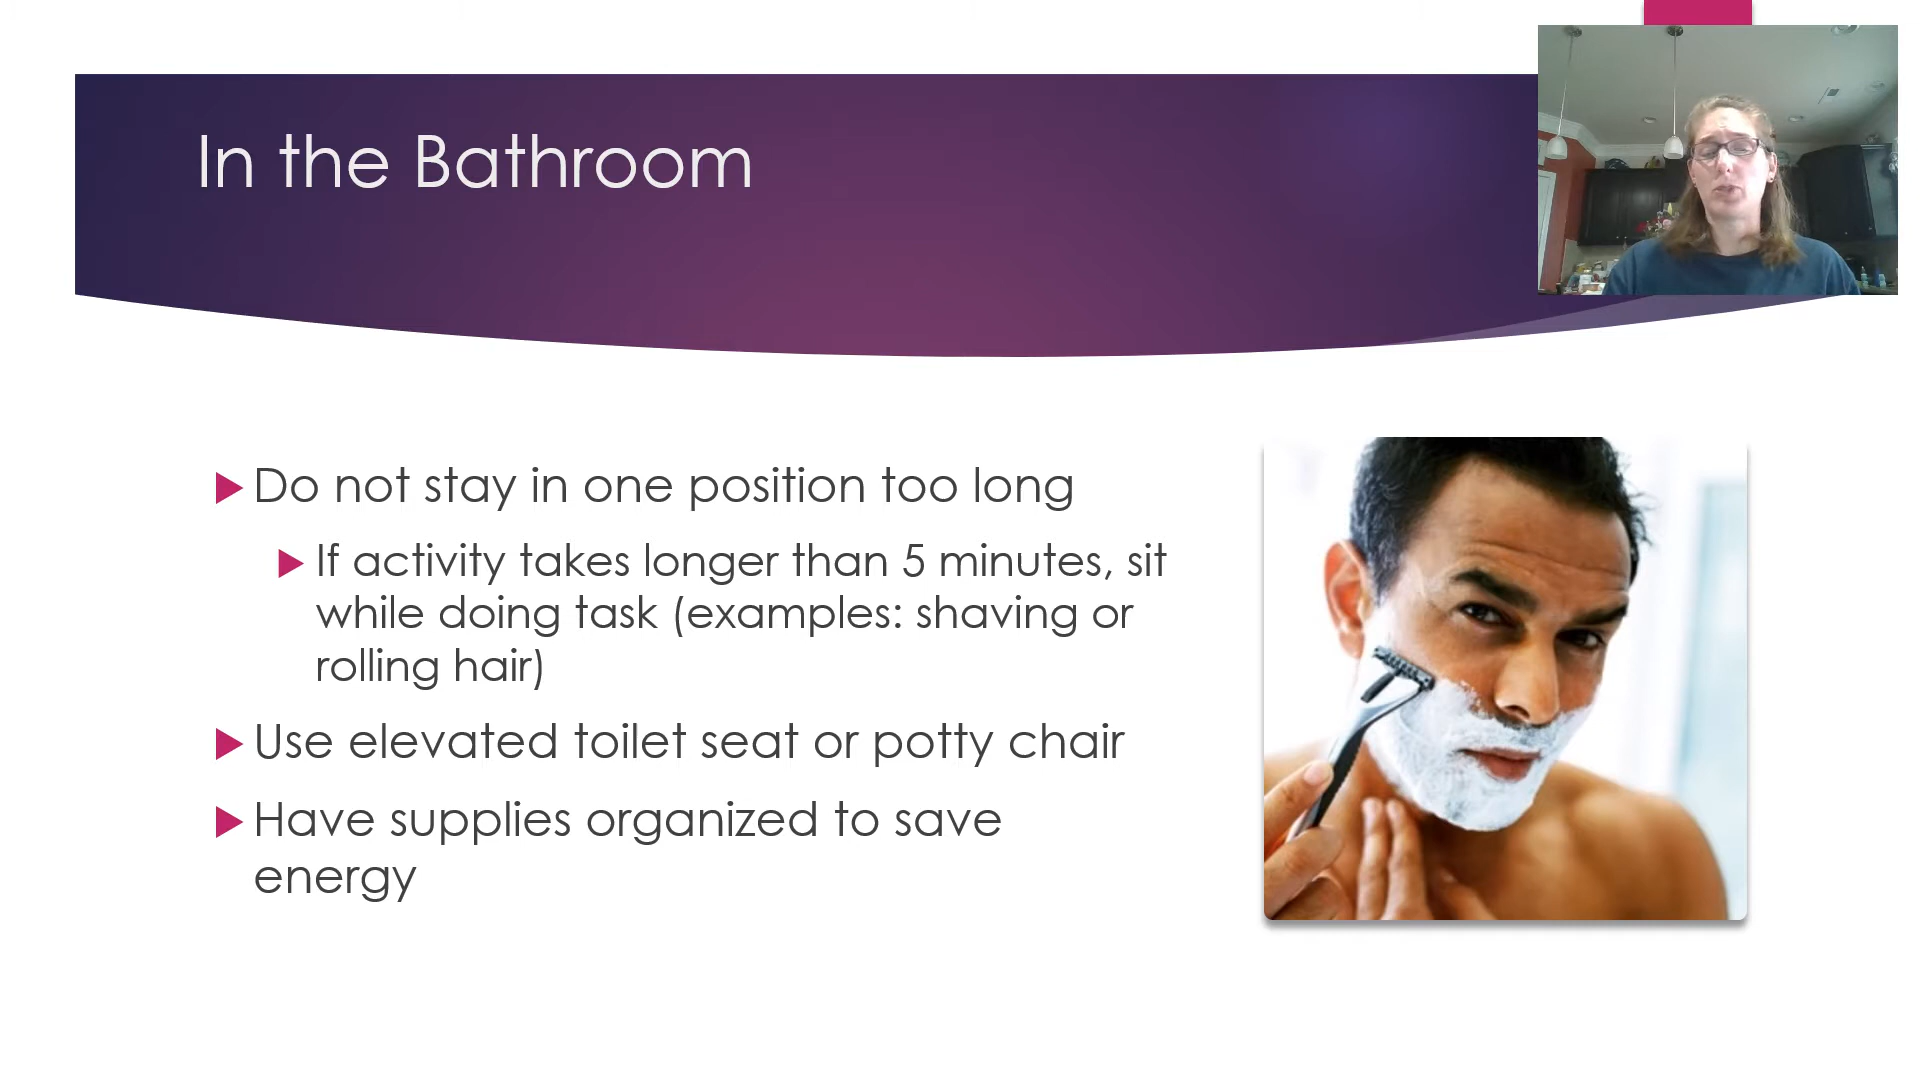 In the Bathroom
Do not stay in one position too long
If activity takes longer than 5 minutes, sit
while doing task (examples: shaving or
rolling hair)
Use elevated toilet seat or potty chair
Have supplies organized to save
energy